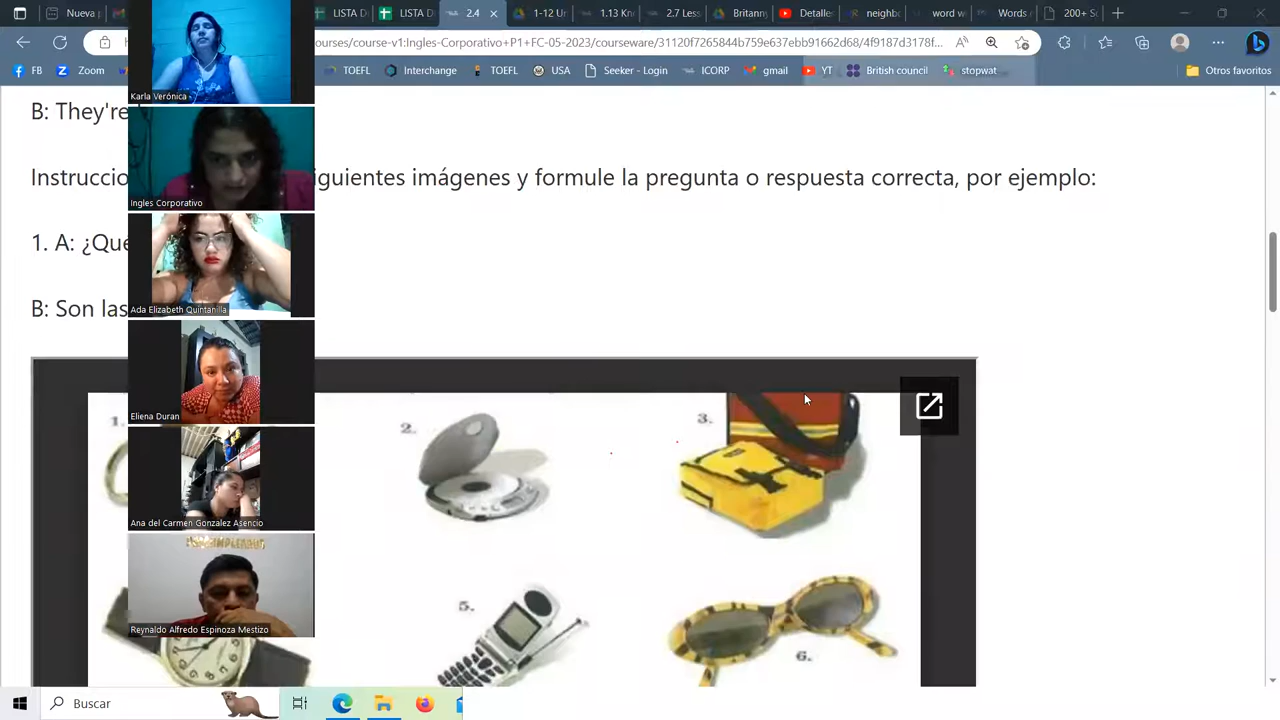 Nueva p
LISTA D
LISTA D
2.4
1-12 Ur
1.13 Kn
2.7 Less
Britann
Detalle
neighb
word w
Words
200+ S
ourses/course-v1:Ingles-Corporativo+P1+FC-05-2023/courseware/31120f7265844b759e637ebb91662d68/4f9187d3178f...
FB
Zoom
TOEFL
Interchange
TOEFL
USA
Seeker - Login
ICORP
gmail
YT
British council
stopwat
Otros favoritos
Karla Verónica
B: They're
Instruccio
iguientes imágenes y formule la pregunta o respuesta correcta, por ejemplo:
Ingles Corporativo
1. A: ¿Que
B: Son las
Ada Elizabeth Quintanilla
Eliena Duran
1.
2.
3.
Ana del Carmen Gonzalez Asencio
5.
6.
Reynaldo Alfredo Espinoza Mestizo
Buscar